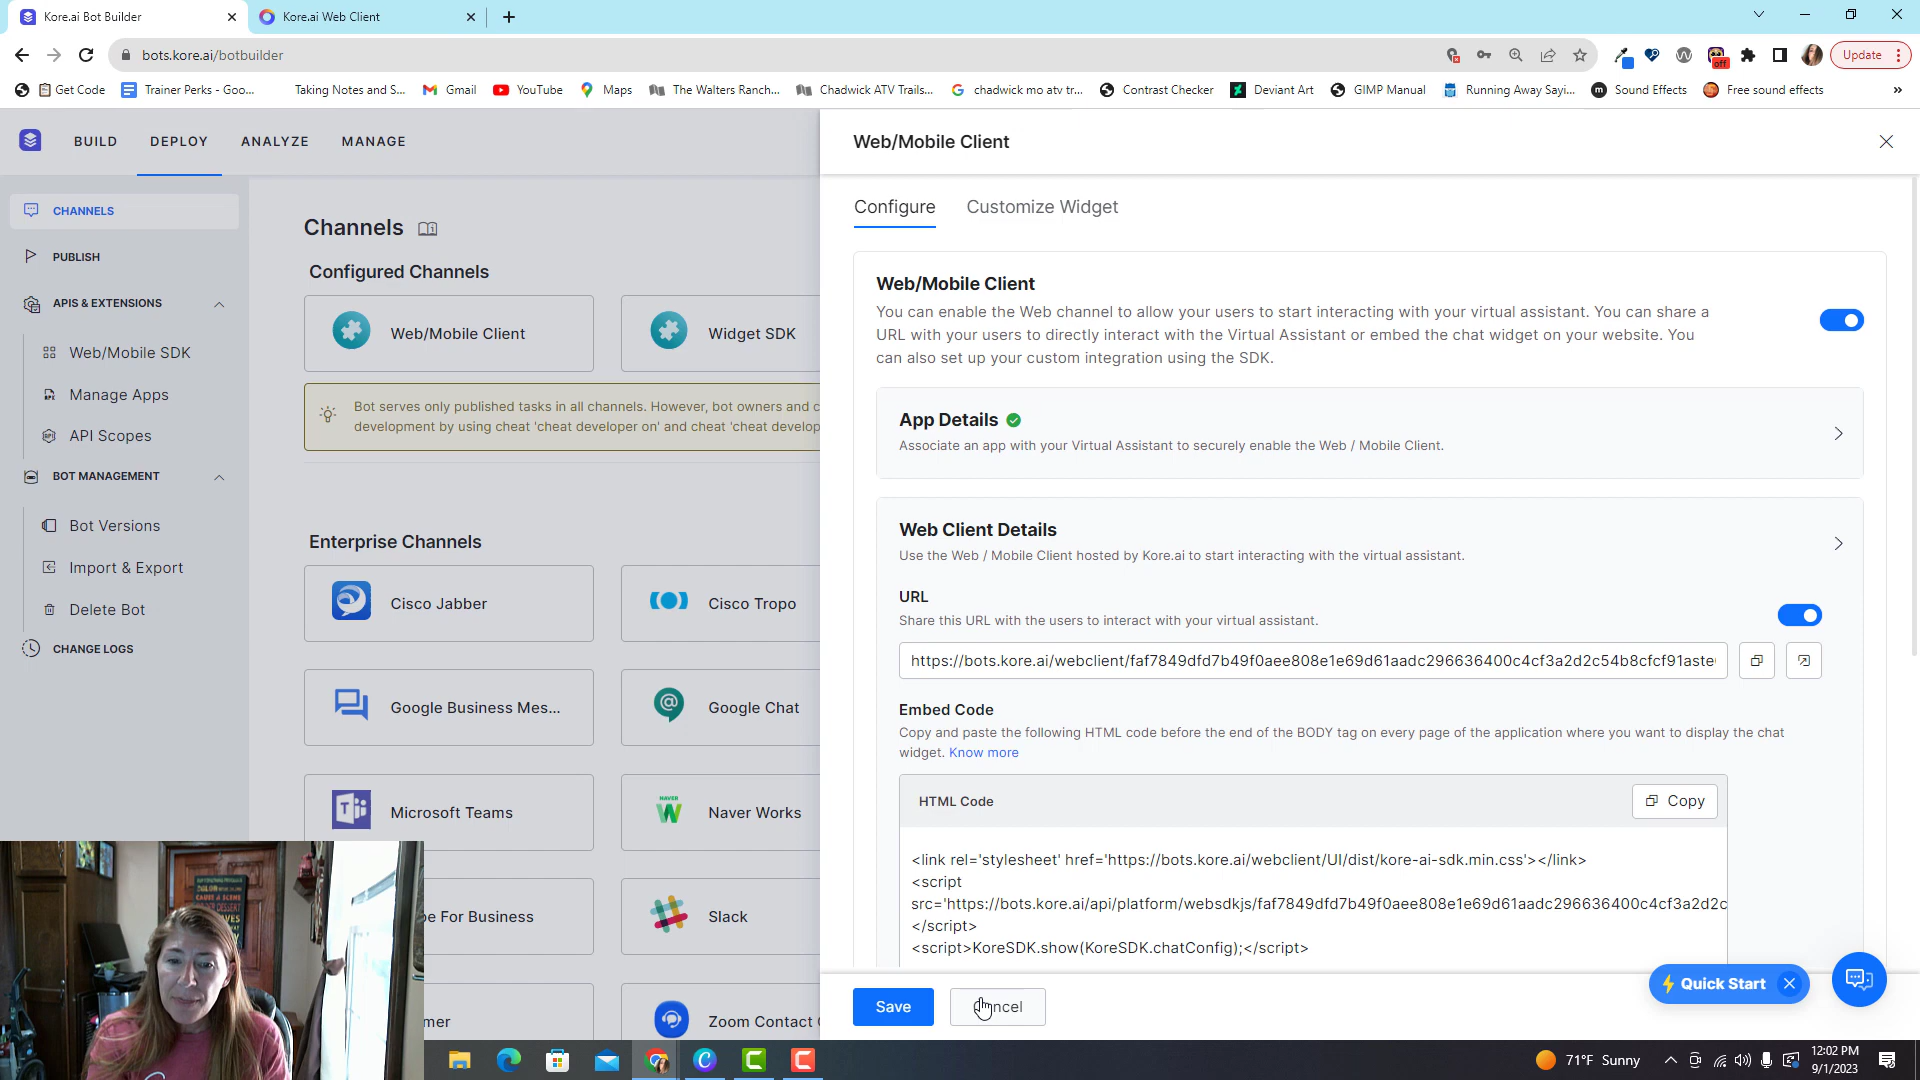 Kore.ai Bot Builder
Kore.ai Web Client
bots.kore.ai/botbuilder
Update
Get Code
Trainer Perks - Goo...
Taking Notes and S...
Gmail
YouTube
Maps
The Walters Ranch...
Chadwick ATV Trails...
chadwick mo atv tr...
Contrast Checker
Deviant Art
GIMP Manual
Running Away Sayi...
Sound Effects
Free sound effects
off
BUILD
DEPLOY
ANALYZE
MANAGE
CHANNELS
PUBLISH
APIS & EXTENSIONS
Web/Mobile SDK
Manage Apps
API Scopes
BOT MANAGEMENT
Bot Versions
Import & Export
Delete Bot
CHANGE LOGS
Channels
Configured Channels
Web/Mobile Client
Widget SDK
Bot serves only published tasks in all channels. However, bot owners and c
development by using cheat 'cheat developer on' and cheat 'cheat develop
Enterprise Channels
Cisco Jabber
Cisco Tropo
Google Business Mes...
Google Chat
Microsoft Teams
NAVER
Naver Works
e For Business
Slack
mer
Zoom Contact
Web/Mobile Client
Configure
Customize Widget
Web/Mobile Client
You can enable the Web channel to allow your users to start interacting with your virtual assistant. You can share a
URL with your users to directly interact with the Virtual Assistant or embed the chat widget on your website. You
can also set up your custom integration using the SDK.
App Details
Associate an app with your Virtual Assistant to securely enable the Web / Mobile Client.
Web Client Details
Use the Web / Mobile Client hosted by Kore.ai to start interacting with the virtual assistant.
URL
Share this URL with the users to interact with your virtual assistant.
https://bots.kore.ai/webclient/faf7849dfd7b49f0aee808e1e69d61aadc296636400c4cf3a2d2c54b8cfcf91aste
Embed Code
Copy and paste the following HTML code before the end of the BODY tag on every page of the application where you want to display the chat
widget. Know more
HTML Code
Copy
<link rel='stylesheet' href='https://bots.kore.ai/webclient/UI/dist/kore-ai-sdk.min.css'></link>
<script
src='https://bots.kore.ai/api/platform/websdkjs/faf7849dfd7b49f0aee808e1e69d61aadc296636400c4cf3a2d2c
</script>
<script>KoreSDK.show(KoreSDK.chatConfig);</script>
Quick Start
Save
ncel
71°F Sunny
12:02 PM
9/1/2023